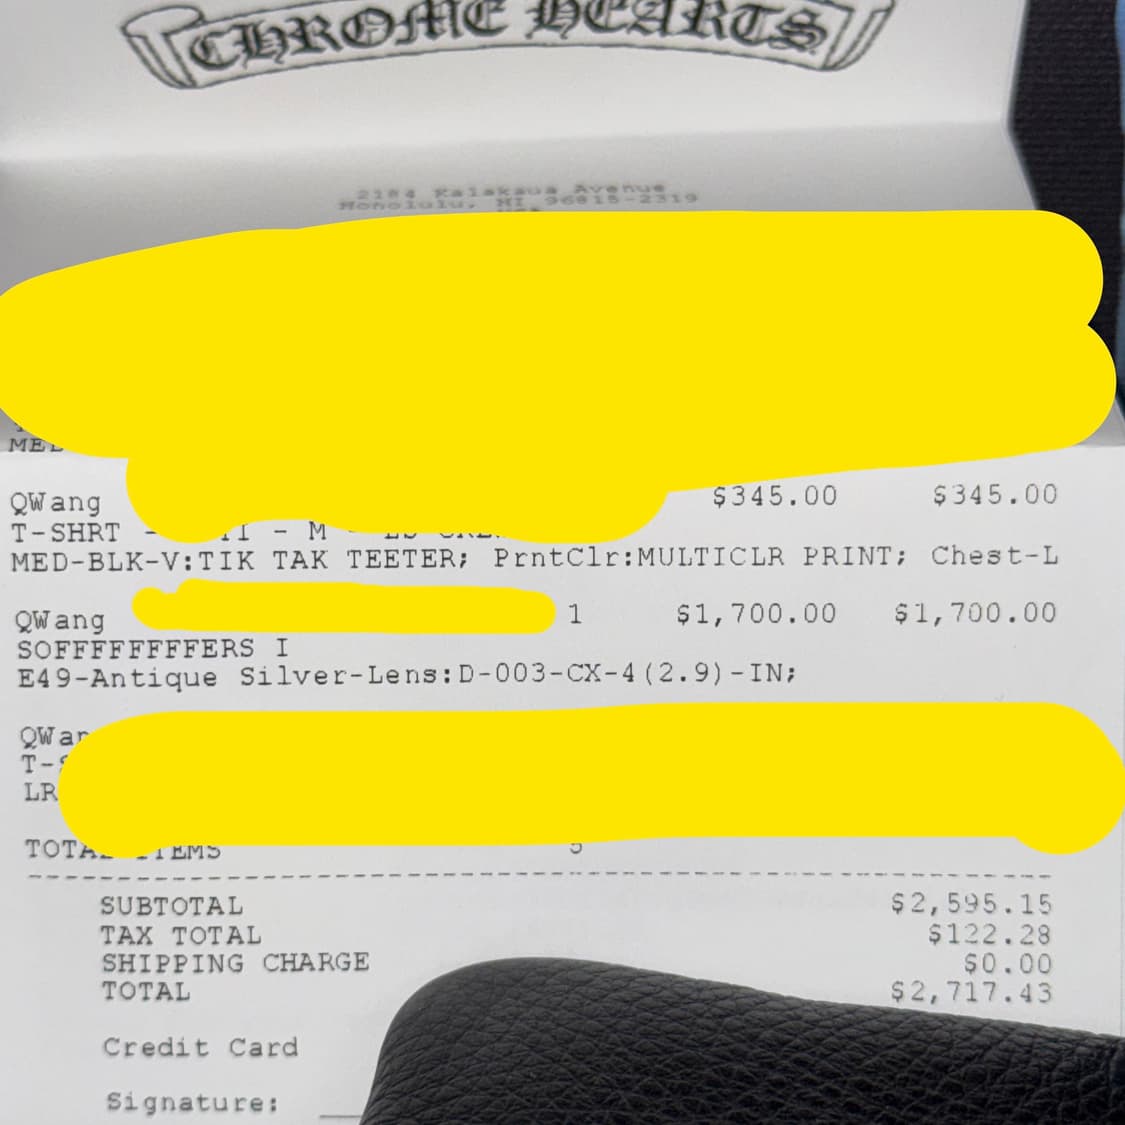 CHROME HEARTS
2184 Kalakaua Avenue
Honolulu, HI 96815-2319
QWang $345.00 $345.00
T-SHRT - M
MED-BLK-V:TIK TAK TEETER; PrntClr:MULTICLR PRINT; Chest-L
QWang 1 $1,700.00 $1,700.00
SOFFFFFFFFERS I
E49-Antique Silver-Lens:D-003-CX-4(2.9)-IN;
LR
ITEMS
SUBTOTAL $2,595.15
TAX TOTAL $122.28
SHIPPING CHARGE $0.00
TOTAL $2,717.43
Credit Card
Signature: